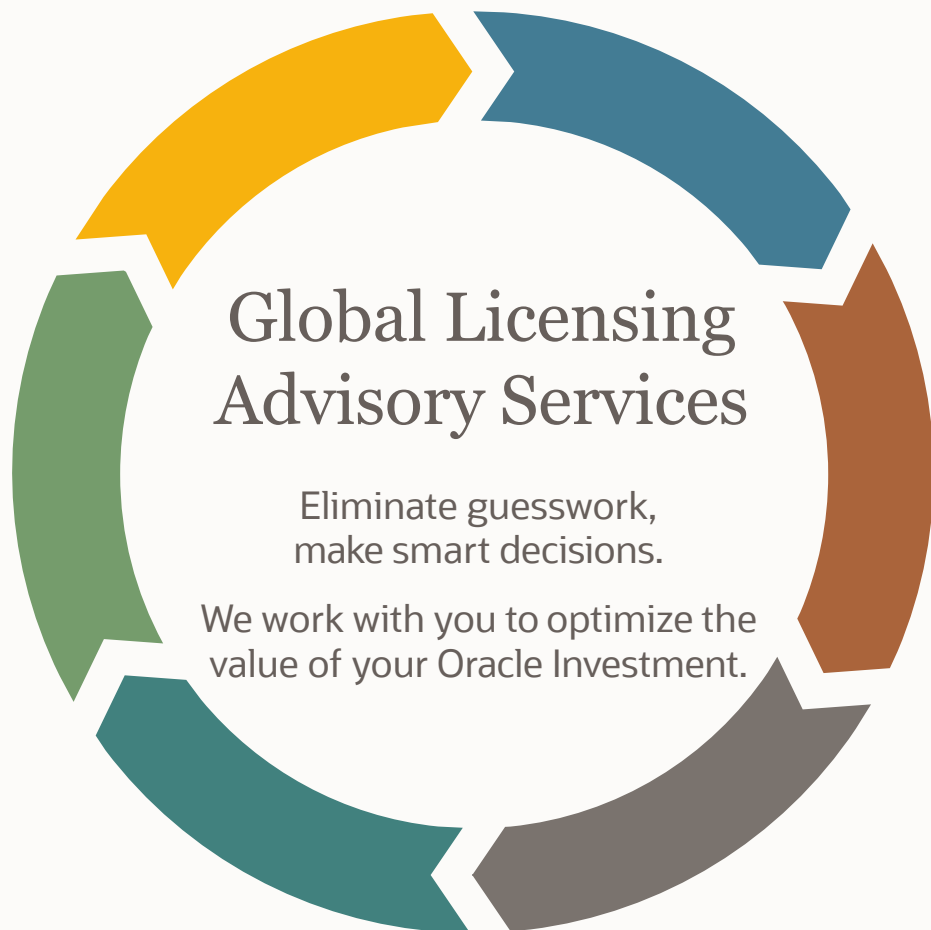 Global Licensing
Advisory Services
Eliminate guesswork,
make smart decisions.
We work with you to optimize the
value of your Oracle Investment.